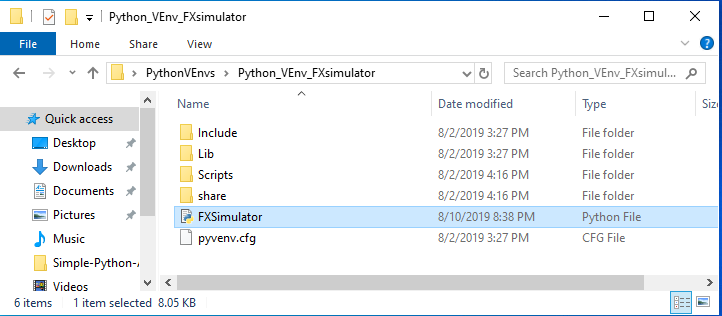 Python_VEnv_FXsimulator
File Home Share View
PythonVEnvs Python_VEnv_FXsimulator Search Python_VEnv_FXsimul...
Name Date modified Type Siz
Quick access
Desktop
Downloads
Documents
Pictures
Music
Simple-Python-
Videos
Include 8/2/2019 3:27 PM File folder
Lib 8/2/2019 3:27 PM File folder
Scripts 8/2/2019 4:16 PM File folder
share 8/2/2019 4:16 PM File folder
FXSimulator 8/10/2019 8:38 PM Python File
pyvenv.cfg 8/2/2019 3:27 PM CFG File
6 items 1 item selected 8.05 KB